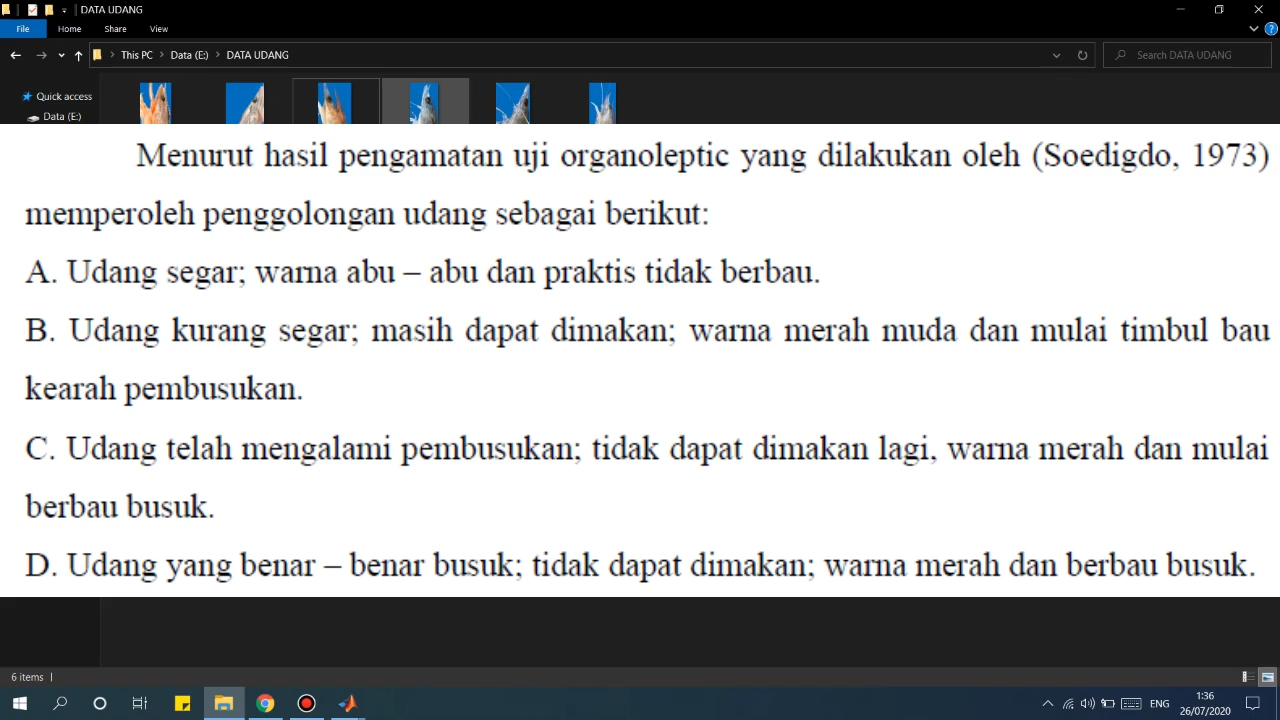 DATA UDANG
File Home Share View
This PC Data (E:) DATA UDANG Search DATA UDANG
Quick access
Data (E:)
Menurut hasil pengamatan uji organoleptic yang dilakukan oleh (Soedigdo, 1973)
memperoleh penggolongan udang sebagai berikut:
A. Udang segar; warna abu – abu dan praktis tidak berbau.
B. Udang kurang segar; masih dapat dimakan; warna merah muda dan mulai timbul bau
kearah pembusukan.
C. Udang telah mengalami pembusukan; tidak dapat dimakan lagi, warna merah dan mulai
berbau busuk.
D. Udang yang benar – benar busuk; tidak dapat dimakan; warna merah dan berbau busuk.
6 items
ENG
1:36
26/07/2020